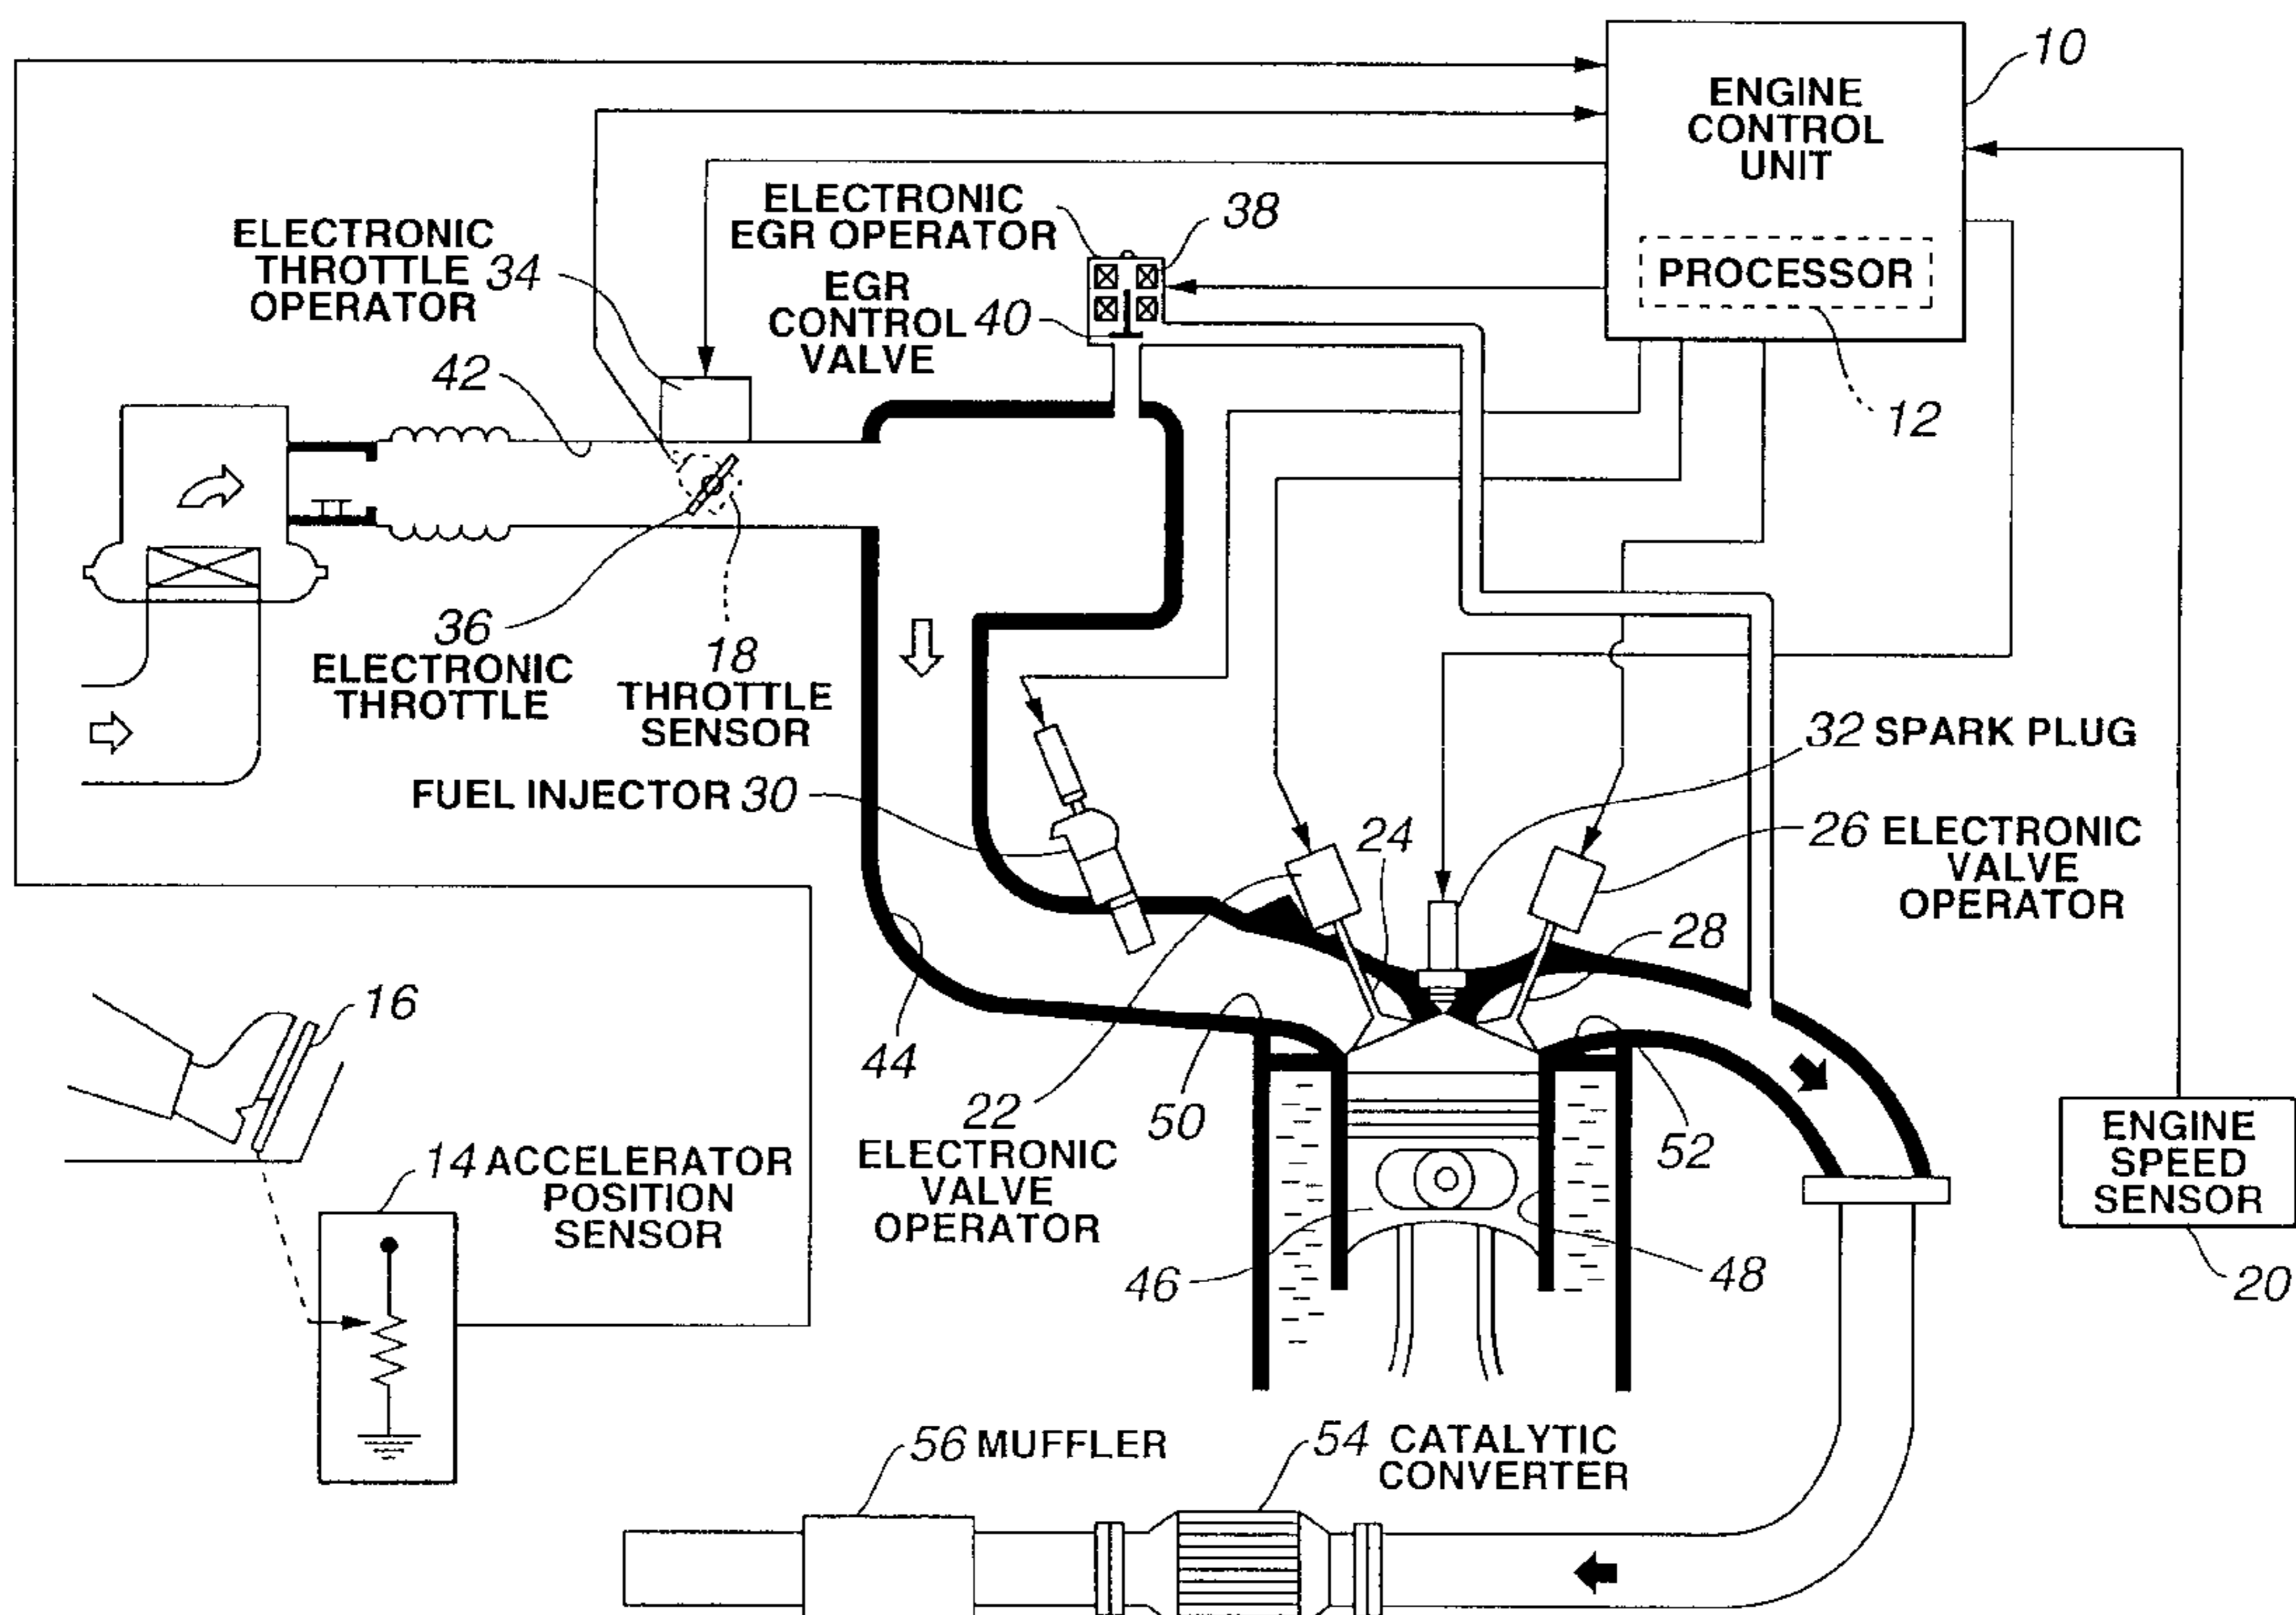 10
ENGINE
CONTROL
UNIT
PROCESSOR
12
ELECTRONIC
EGR OPERATOR
38
EGR
CONTROL 40
VALVE
ELECTRONIC
THROTTLE 34
OPERATOR
42
36
ELECTRONIC
THROTTLE
18
THROTTLE
SENSOR
FUEL INJECTOR 30
32 SPARK PLUG
24
26 ELECTRONIC
VALVE
OPERATOR
28
16
44
22
ELECTRONIC
VALVE
OPERATOR
50
52
14 ACCELERATOR
POSITION
SENSOR
46
48
ENGINE
SPEED
SENSOR
20
56 MUFFLER
54 CATALYTIC
CONVERTER